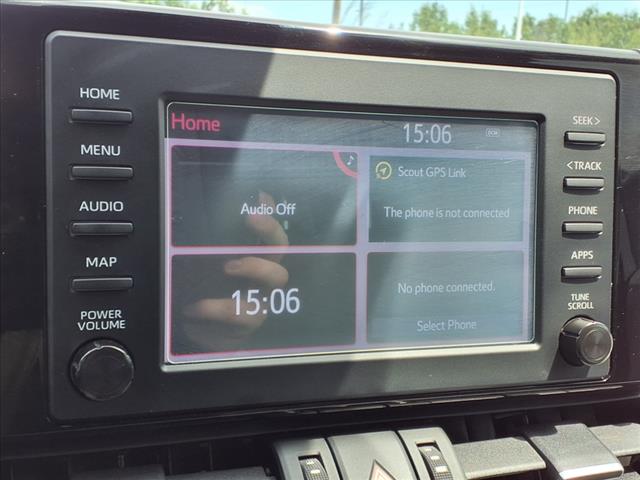 HOME
MENU
AUDIO
MAP
POWER
VOLUME
Home
15:06
DCM
Audio Off
Scout GPS Link
The phone is not connected
15:06
No phone connected.
Select Phone
SEEK >
< TRACK
PHONE
APPS
TUNE
SCROLL